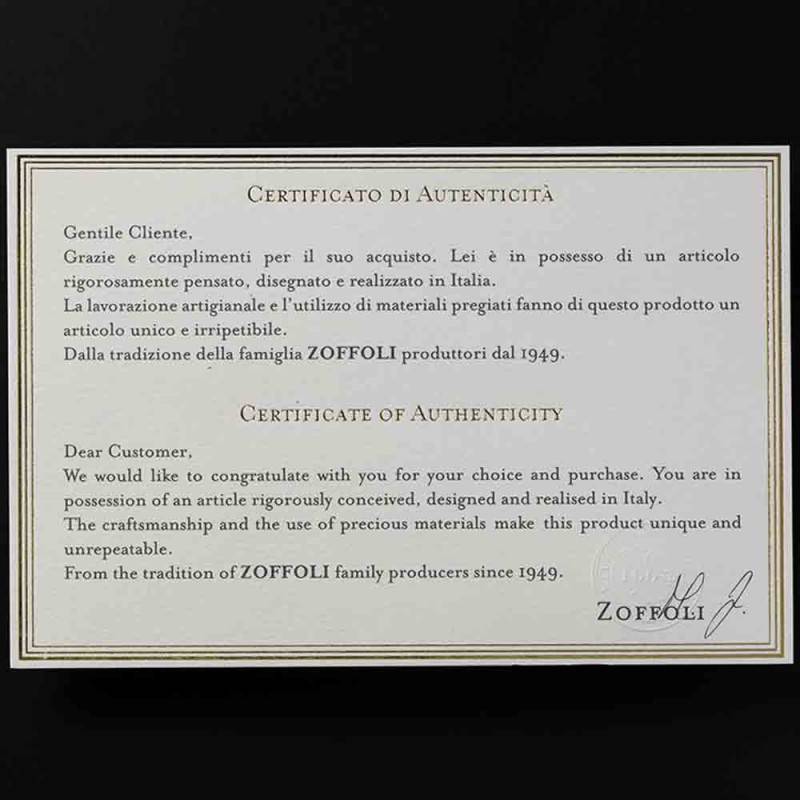 CERTIFICATO DI AUTENTICITÀ
Gentile Cliente,
Grazie e complimenti per il suo acquisto. Lei è in possesso di un articolo
rigorosamente pensato, disegnato e realizzato in Italia.
La lavorazione artigianale e l'utilizzo di materiali pregiati fanno di questo prodotto un
articolo unico e irripetibile.
Dalla tradizione della famiglia ZOFFOLI produttori dal 1949.
CERTIFICATE OF AUTHENTICITY
Dear Customer,
We would like to congratulate with you for your choice and purchase. You are in
possession of an article rigorously conceived, designed and realised in Italy.
The craftsmanship and the use of precious materials make this product unique and
unrepeatable.
From the tradition of ZOFFOLI family producers since 1949.
ZOFFOLI